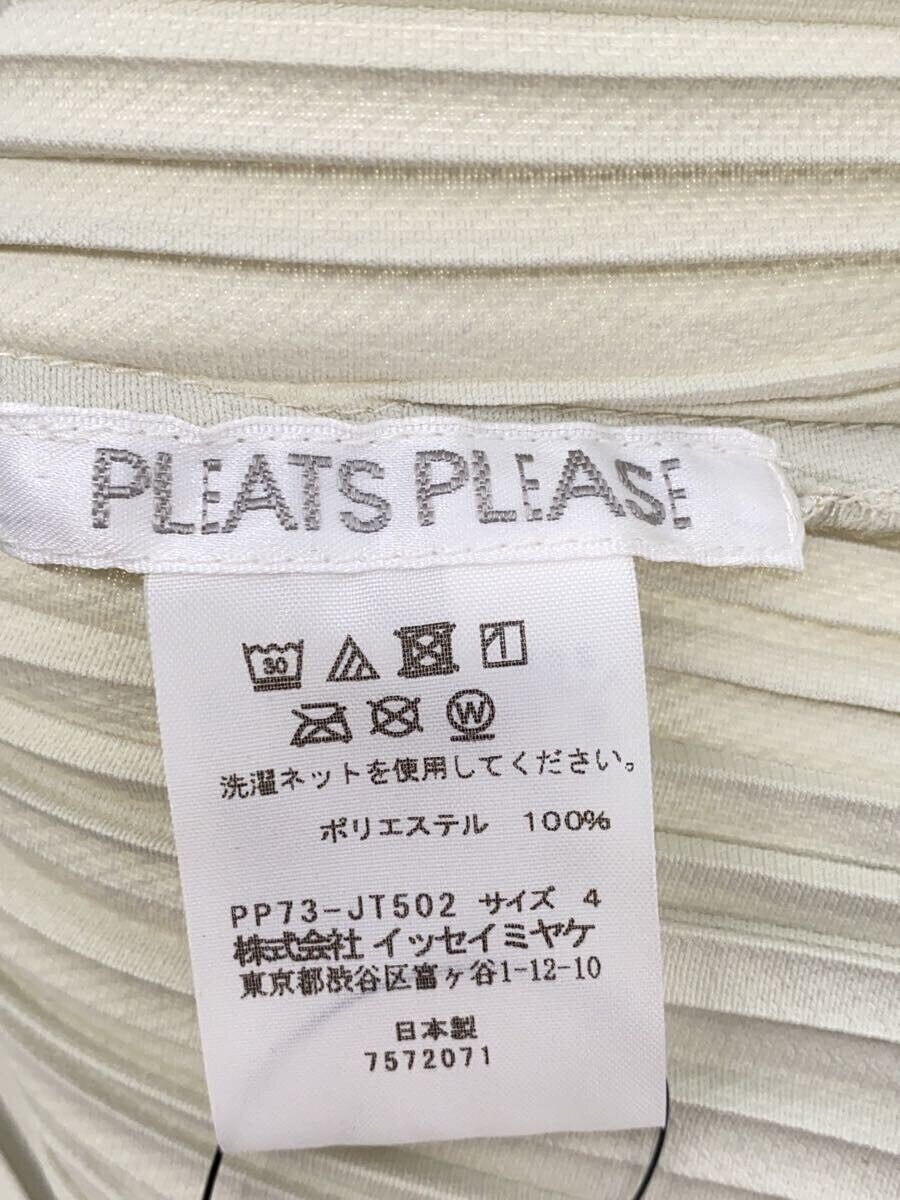 PLEATS PLEASE
30
W
洗濯ネットを使用してください。
ポリエステル 100%
PP73-JT502 サイズ 4
株式会社 イッセイミヤケ
東京都渋谷区富ヶ谷1-12-10
日本製
7572071